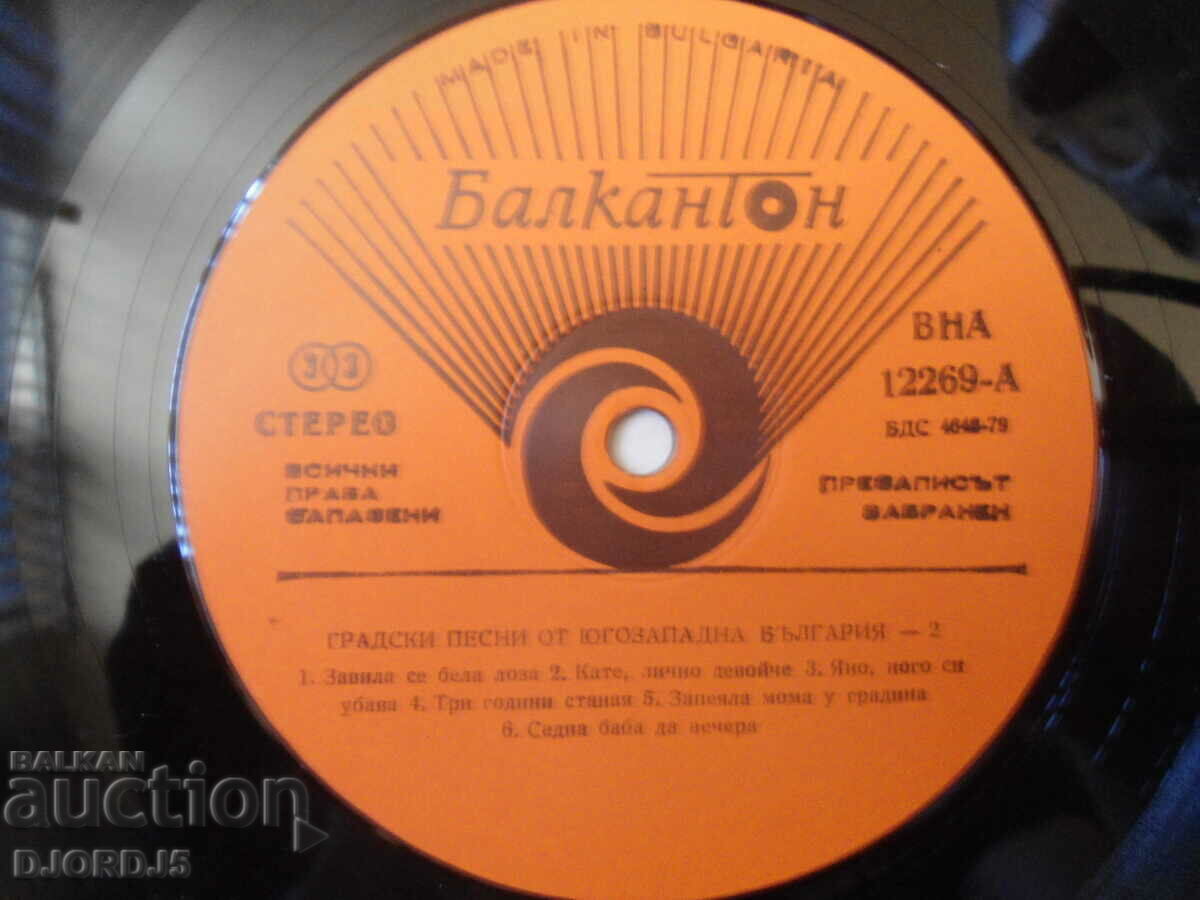 MADE IN BULGARIA
Балкантон
33
СТЕРЕО
ВСИЧКИ
ПРАВА
ЗАПАЗЕНИ
ВНА
12269-А
БДС 4648-79
ПРЕЗАПИСЪТ
ЗАБРАНЕН
ГРАДСКИ ПЕСНИ ОТ ЮГОЗАПАДНА БЪЛГАРИЯ — 2
1. Завила се бела лоза 2. Кате, лично девойче 3. Яно, ного си
убава 4. Три години станая 5. Запеяла мома у градина
6. Седна баба да вечера
BALKAN
auction
DJORDJ5